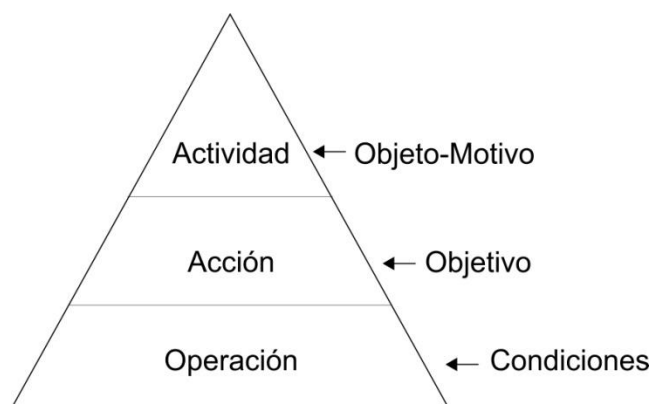 Actividad ← Objeto-Motivo
Acción ← Objetivo
Operación ← Condiciones